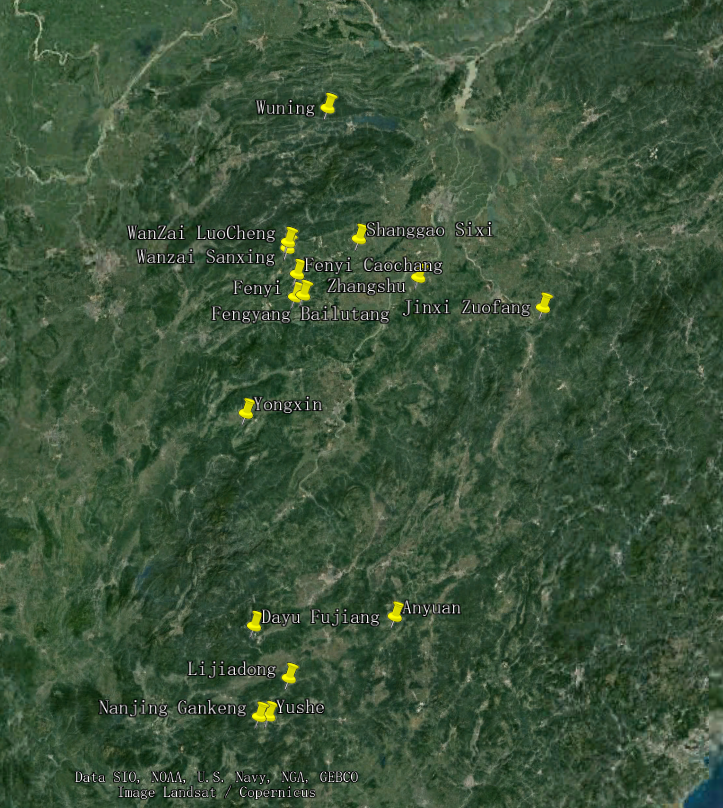 Wuning
WanZai LuoCheng
Shanggao Sixi
Wanzai Sanxing
Fenyi Caochang
Fenyi
Zhangshu
Jinxi Zuofang
Fengyang Bailutang
Yongxin
Dayu Fujiang
Anyuan
Lijiadong
Nanjing Gankeng
Yushe
Data SIO, NOAA, U.S. Navy, NGA, GEBCO
Image Landsat / Copernicus